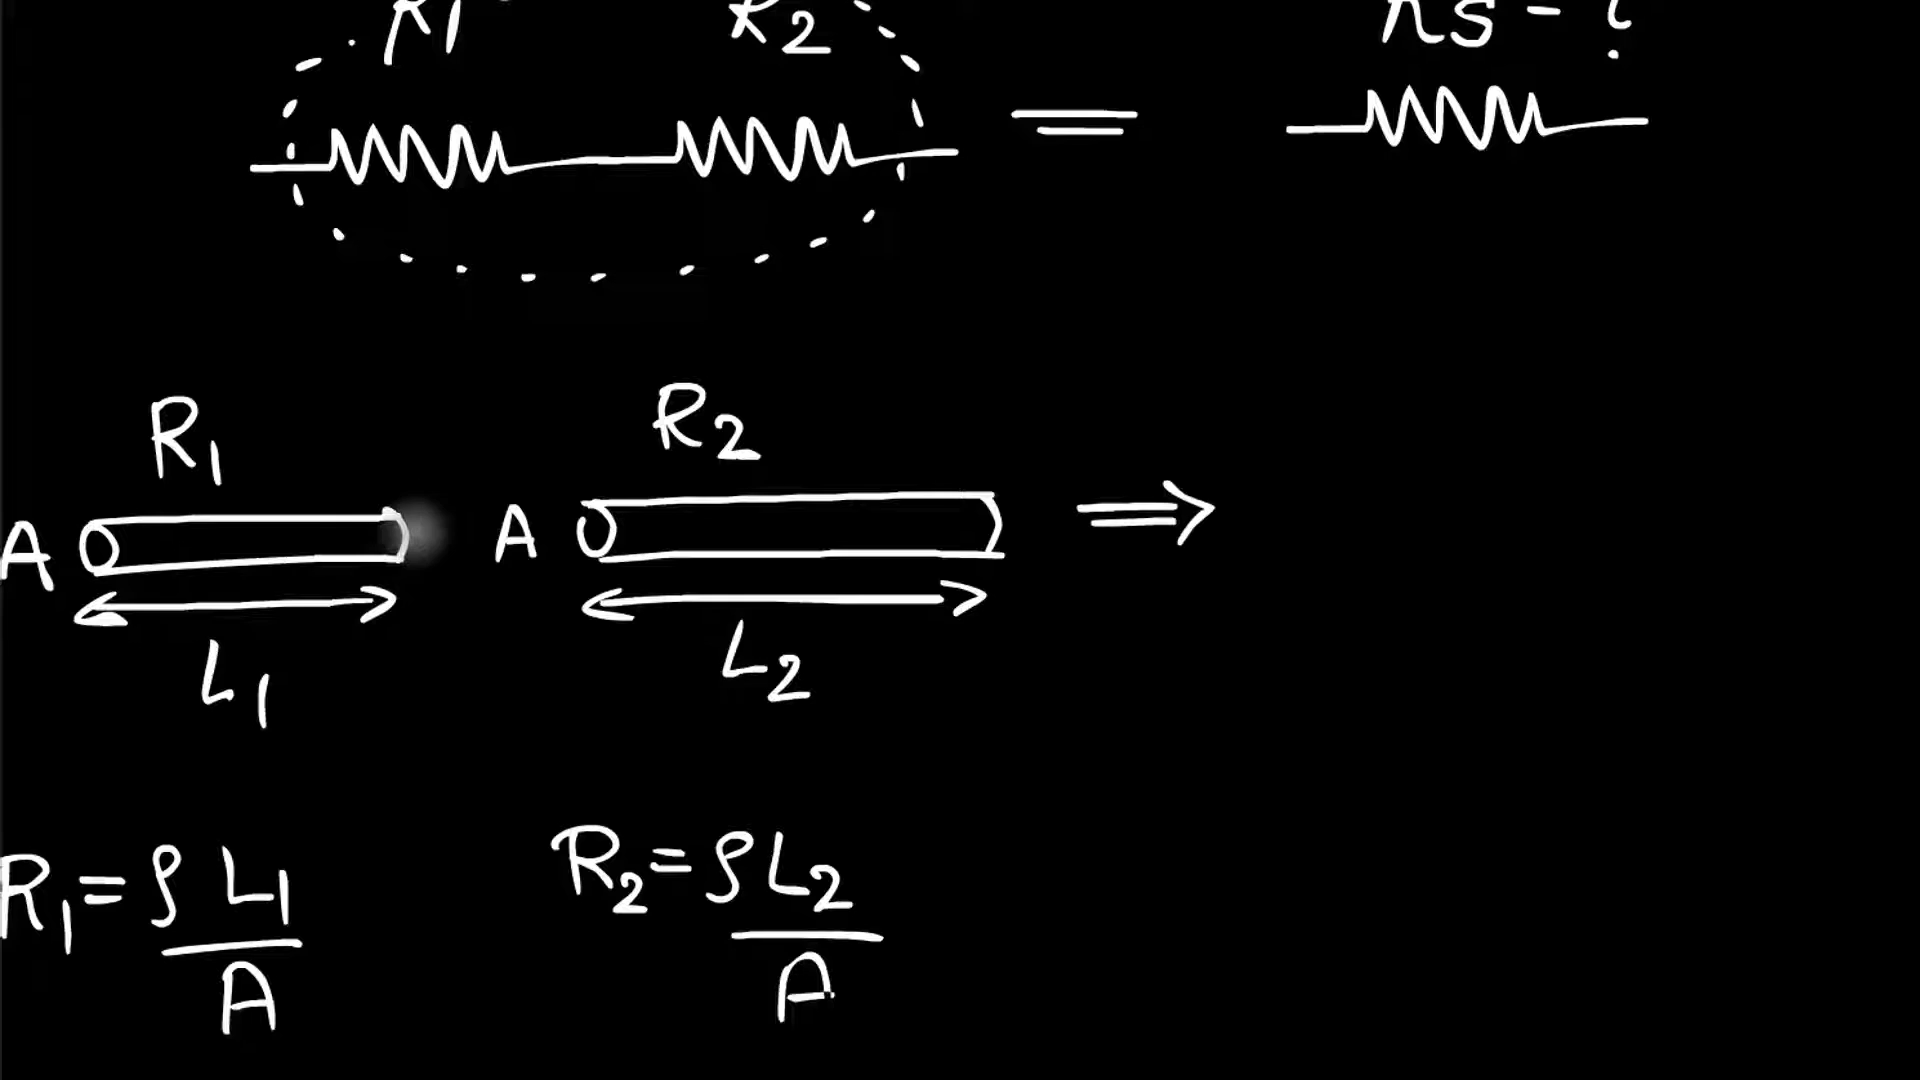 R1 R2 RS = ?
R1 R2
A A ⟹
L1 L2
R1 = ρ L1 / A R2 = ρ L2 / A